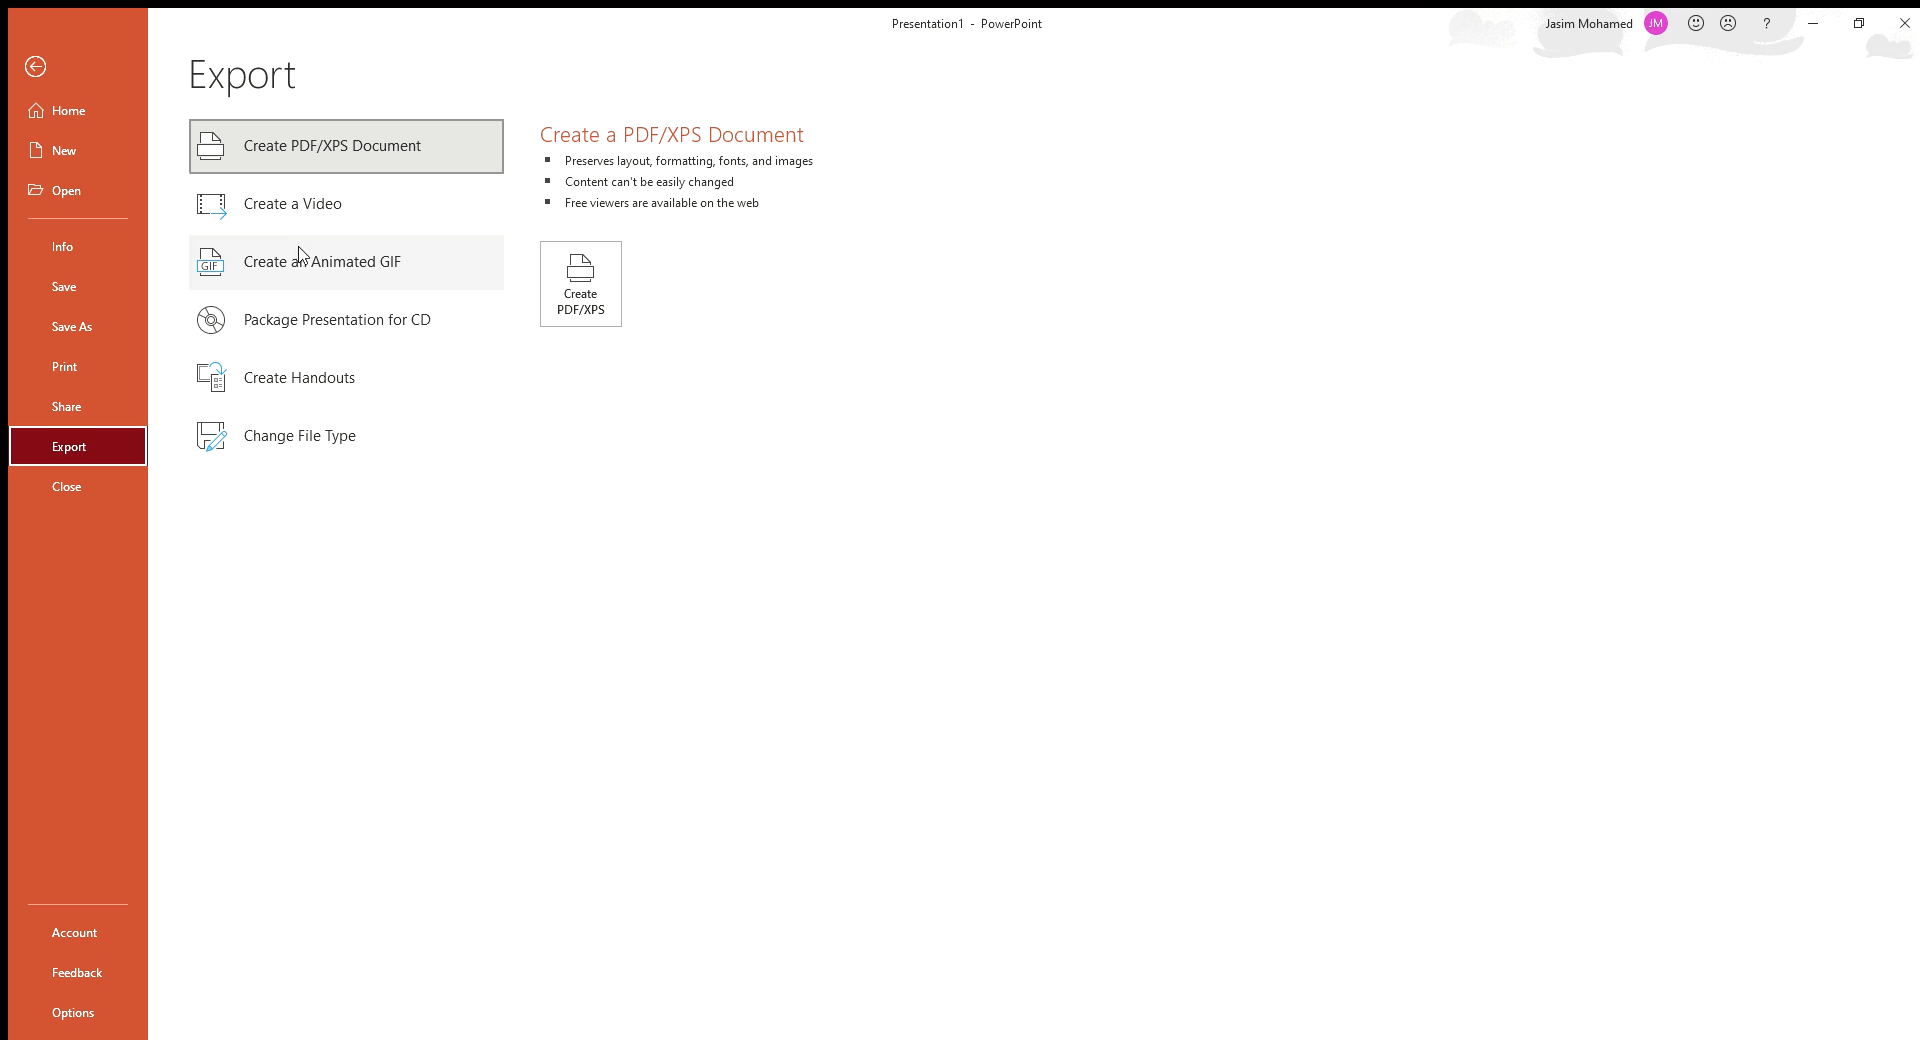 Presentation1 - PowerPoint
Jasim Mohamed
JM
?
Export
Home
New
Open
Info
Save
Save As
Print
Share
Export
Close
Account
Feedback
Options
Create PDF/XPS Document
Create a Video
GIF
Create an Animated GIF
Package Presentation for CD
Create Handouts
Change File Type
Create a PDF/XPS Document
Preserves layout, formatting, fonts, and images
Content can't be easily changed
Free viewers are available on the web
Create
PDF/XPS